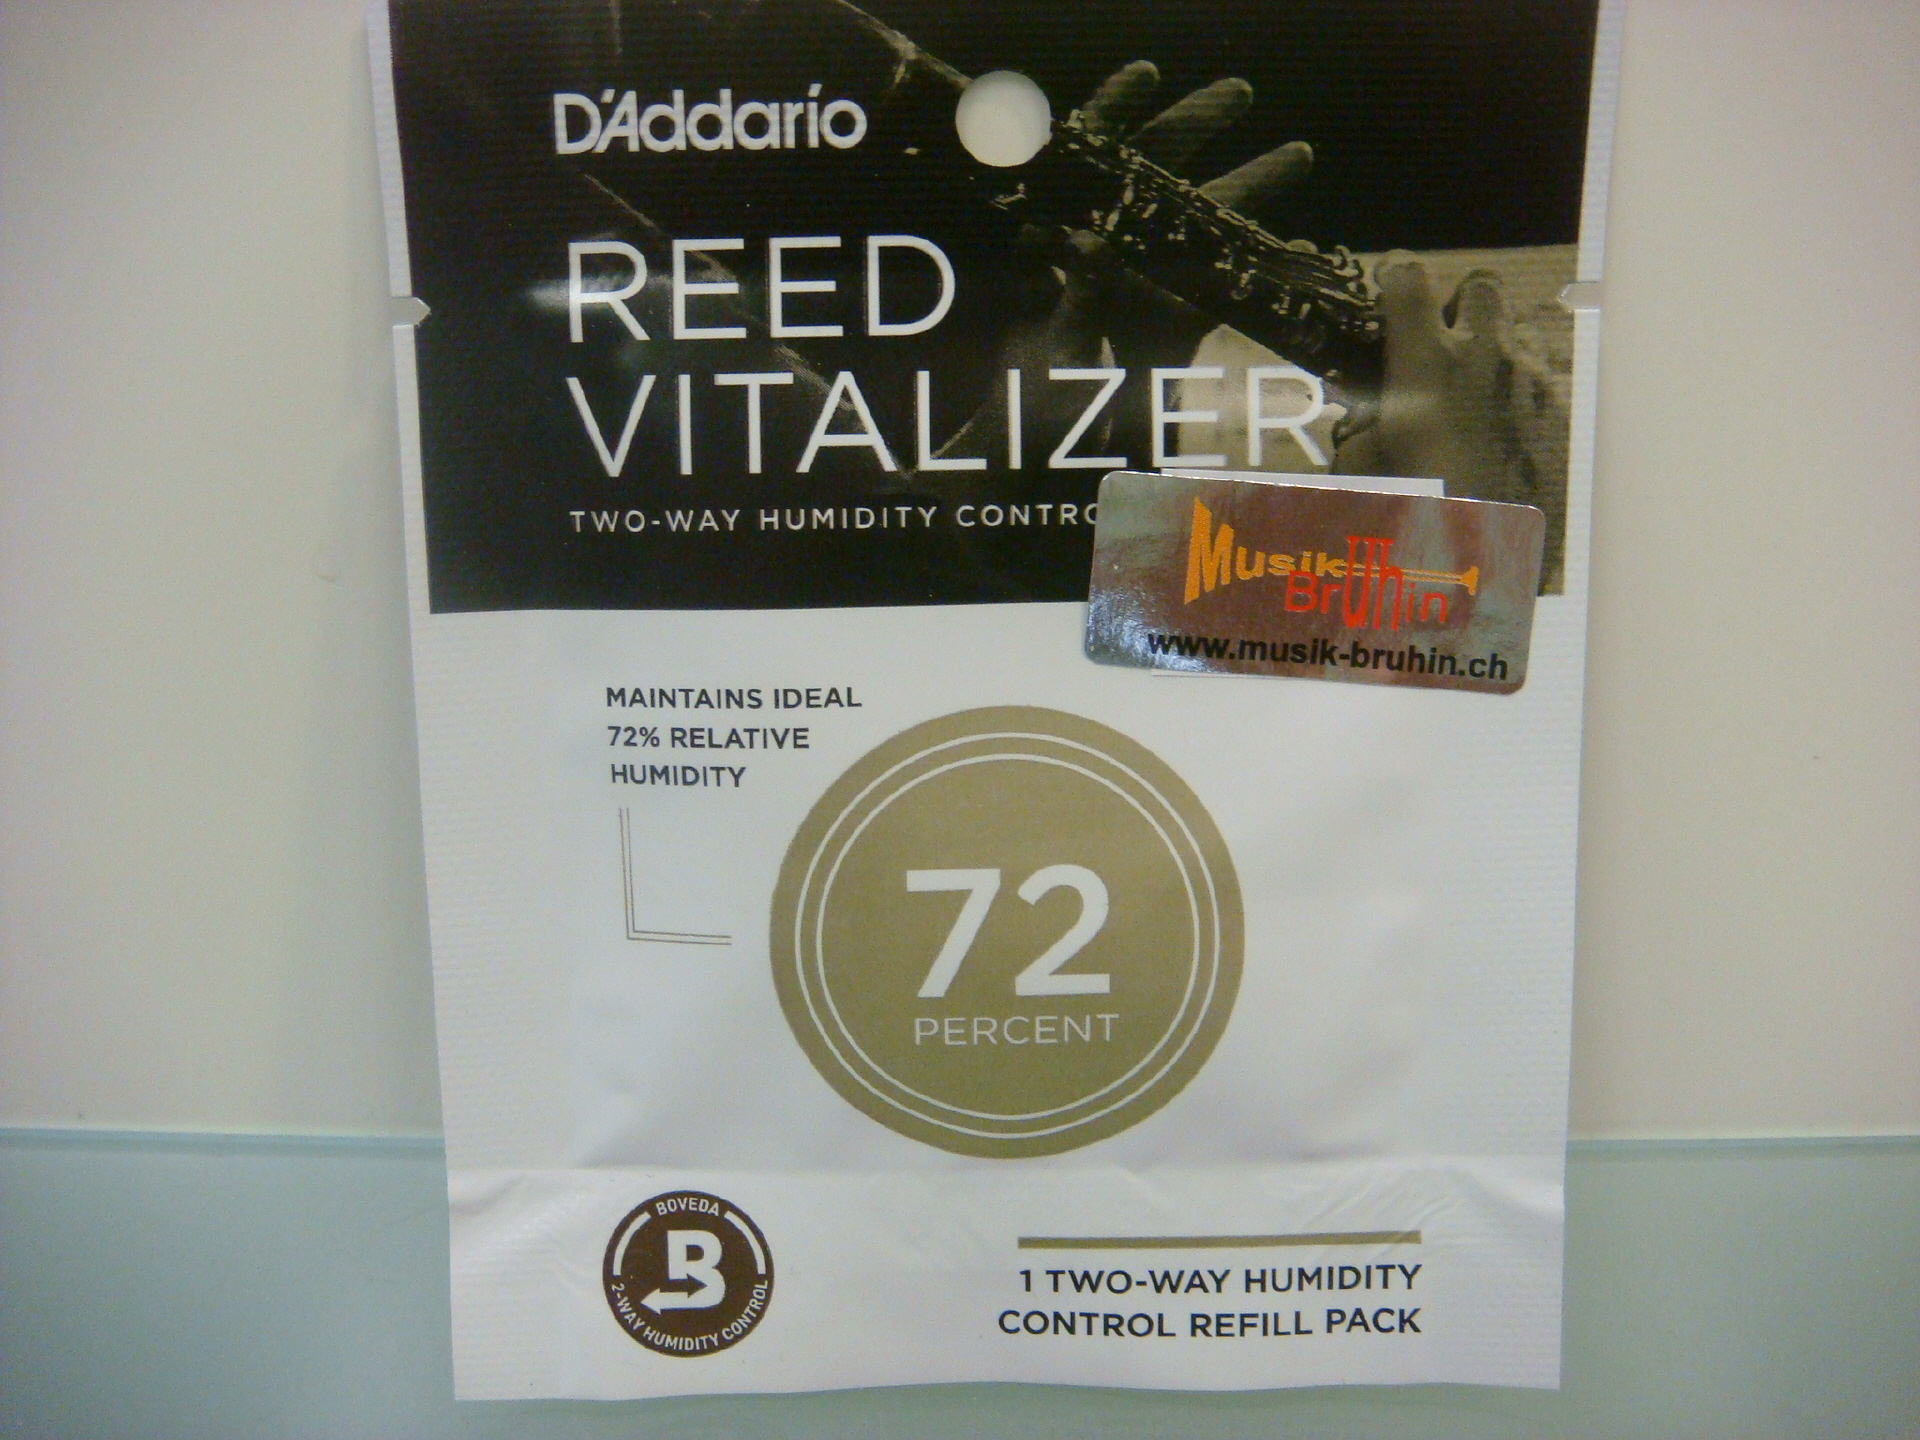 D'Addario
REED
VITALIZER
TWO-WAY HUMIDITY
Musik
Bruhin
www.musik-bruhin.ch
MAINTAINS IDEAL
72% RELATIVE
HUMIDITY
72
PERCENT
BOVEDA
B
2-WAY HUMIDITY CONTROL
1 TWO-WAY HUMIDITY
CONTROL REFILL PACK